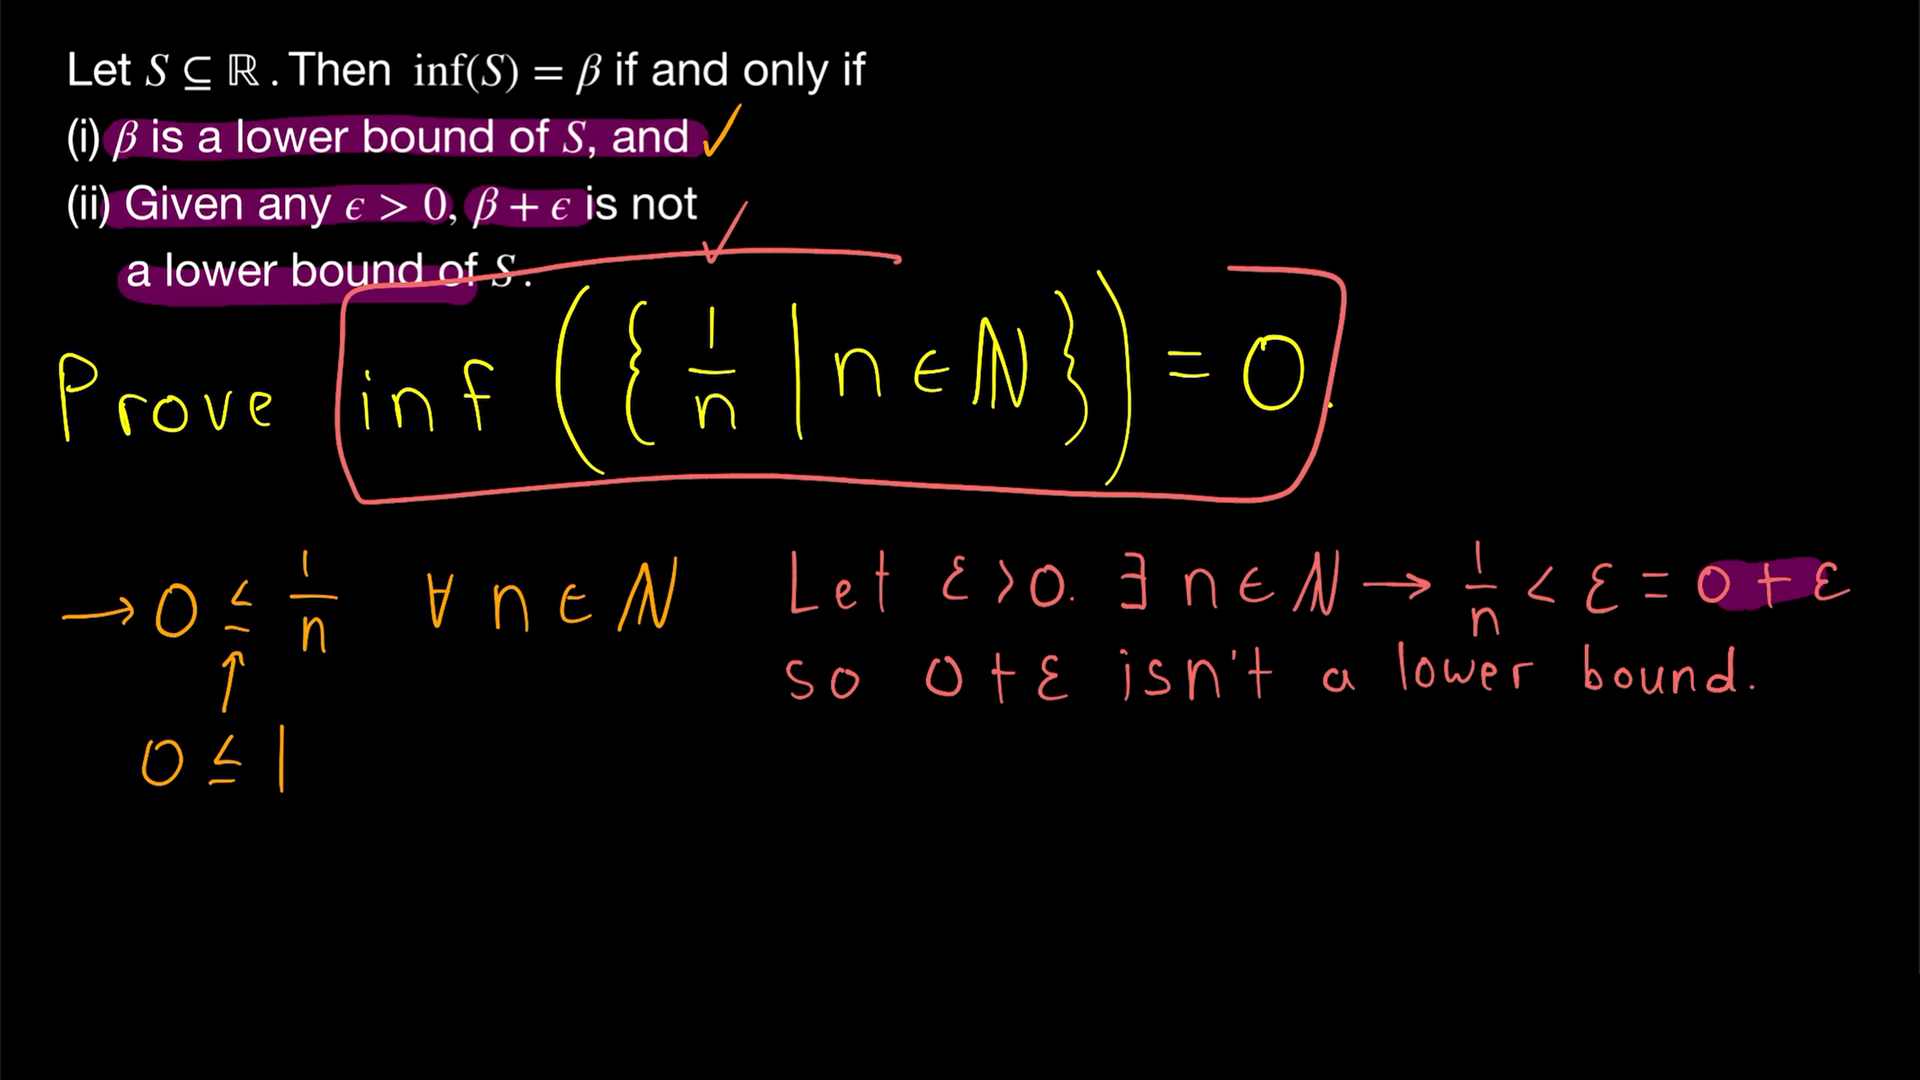 Let S ⊆ ℝ. Then inf(S) = β if and only if
(i) β is a lower bound of S, and ✓
(ii) Given any ϵ > 0, β + ϵ is not
a lower bound of S. ✓
Prove inf({1/n | n ∈ ℕ}) = 0.
→ 0 ≤ 1/n ∀ n ∈ ℕ
↑
0 ≤ 1
Let ε > 0. ∃ n ∈ ℕ → 1/n < ε = 0 + ε
so 0 + ε isn't a lower bound.